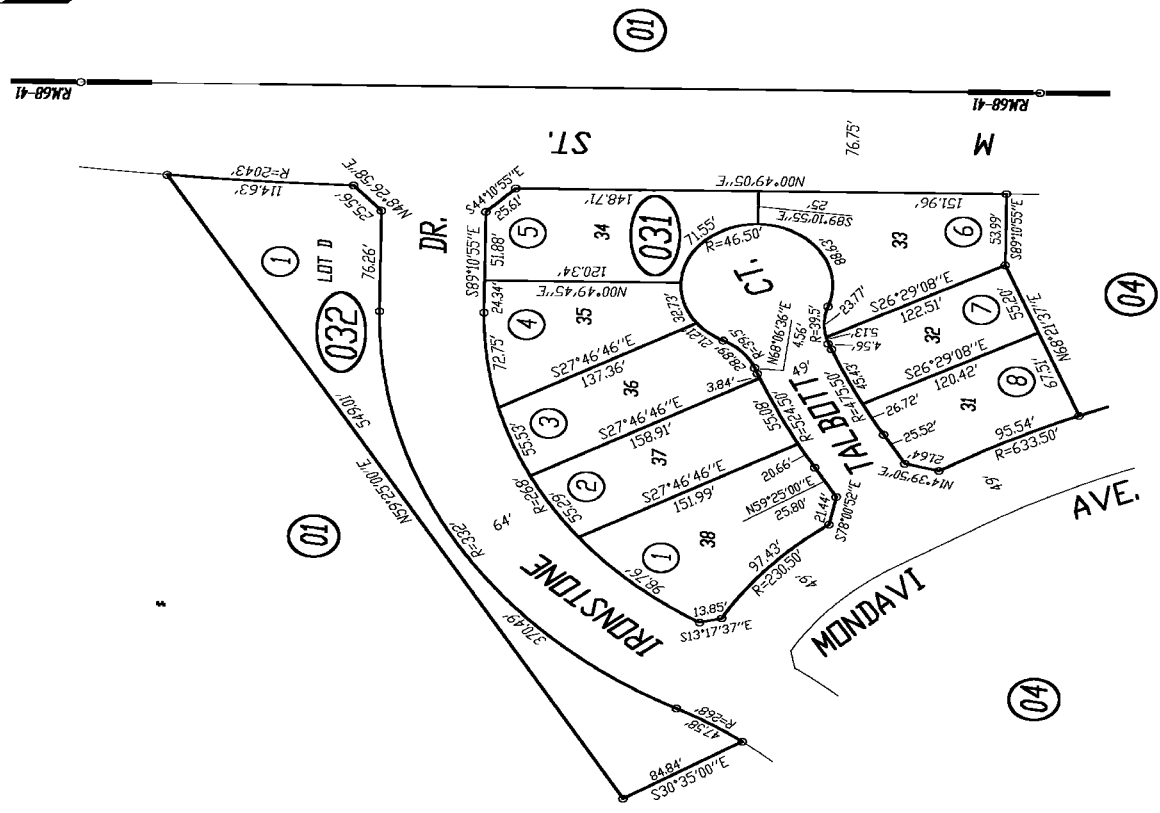 01
RM68-41
RM68-41
ST.
M
76.75'
R=2043'
114.63'
N48°26'58''E
25.56'
1
LOT D
76.26'
032
DR.
S44°10'55''E
25.61'
S89°10'55''E
51.88'
24.34'
5
34
148.71'
031
N00°49'05''E
25'
S89°10'55''E
151.96'
6
33
53.99'
S89°10'55''E
71.55'
R=46.50'
88.63'
CT.
120.34'
N00°49'45''E
4
35
32.73'
21.21'
72.75'
S27°46'46''E
137.36'
3
36
55.53'
S27°46'46''E
158.91'
2
37
R=268'
55.29'
S27°46'46''E
151.99'
1
38
98.76'
28.89'
R=39.5'
3.84'
N68°06'36''E
4.56'
R=39.5'
23.77'
5.13'
4.56'
S26°29'08''E
122.51'
32
7
55.20'
N68°21'37''E
67.51'
S26°29'08''E
120.42'
31
8
04
49'
TALBOTT
R=524.50'
55.08'
R=475.50'
45.43'
26.72'
25.52'
20.66'
N59°25'00''E
25.80'
21.44'
S78°00'52''E
21.64'
N14°39'50''E
95.54'
R=633.50'
49'
97.43'
R=230.50'
49'
13.85'
S13°17'37''E
549.01'
N59°25'00''E
370.49'
R=332'
64'
IRONSTONE
01
MONDAVI
AVE.
04
47.58'
R=268'
84.84'
S30°35'00''E